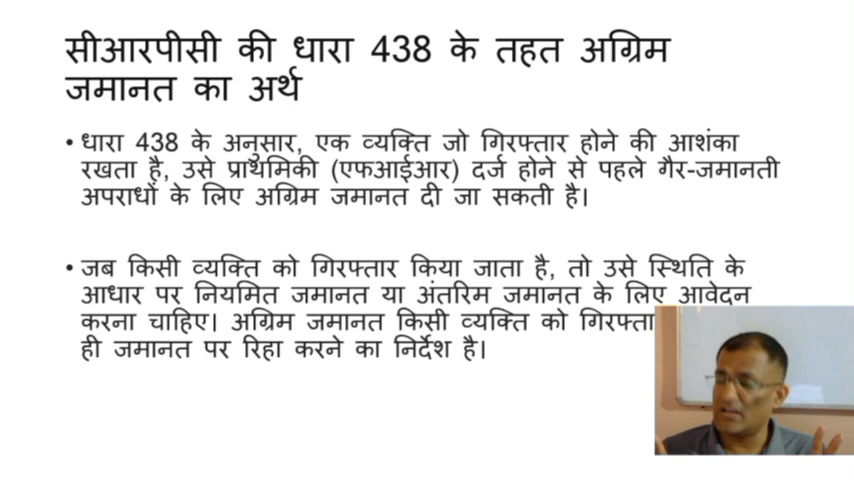 सीआरपीसी की धारा 438 के तहत अग्रिम
जमानत का अर्थ
• धारा 438 के अनुसार, एक व्यक्ति जो गिरफ्तार होने की आशंका
रखता है, उसे प्राथमिकी (एफआईआर) दर्ज होने से पहले गैर-जमानती
अपराधों के लिए अग्रिम जमानत दी जा सकती है।
• जब किसी व्यक्ति को गिरफ्तार किया जाता है, तो उसे स्थिति के
आधार पर नियमित जमानत या अंतरिम जमानत के लिए आवेदन
करना चाहिए। अग्रिम जमानत किसी व्यक्ति को
ही जमानत पर रिहा करने का निर्देश है।